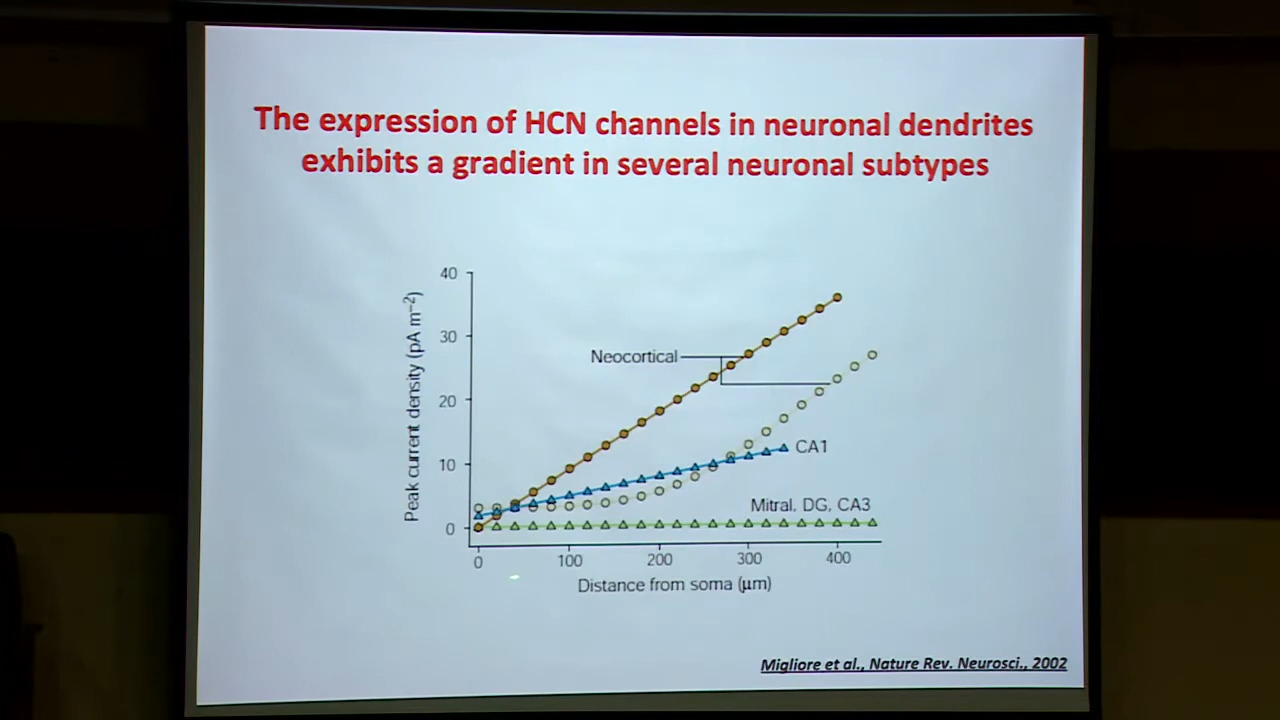 The expression of HCN channels in neuronal dendrites
exhibits a gradient in several neuronal subtypes
Peak current density (pA m⁻²)
40
30
20
10
0
Neocortical
CA1
Mitral, DG, CA3
0 100 200 300 400
Distance from soma (μm)
Migliore et al., Nature Rev. Neurosci., 2002